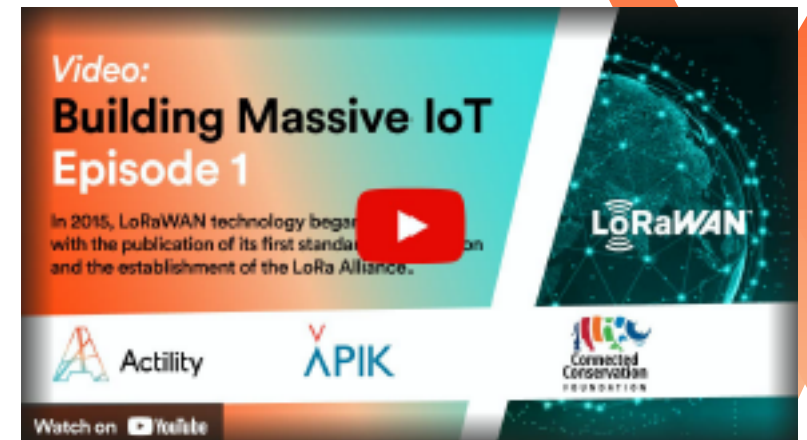 Video:
Building Massive IoT
Episode 1
In 2015, LoRaWAN technology began
with the publication of its first
and the establishment of the LoRa Alliance..
LoRaWAN
Actility
APIK
Connected
Conservation
FOUNDATION
Watch on YouTube